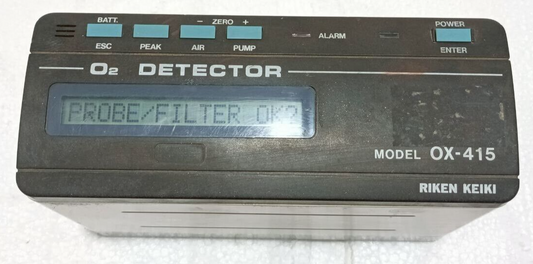 BATT. − ZERO + POWER
ESC PEAK AIR PUMP ALARM ENTER
O2 DETECTOR
PROBE/FILTER OK?
MODEL OX-415
RIKEN KEIKI